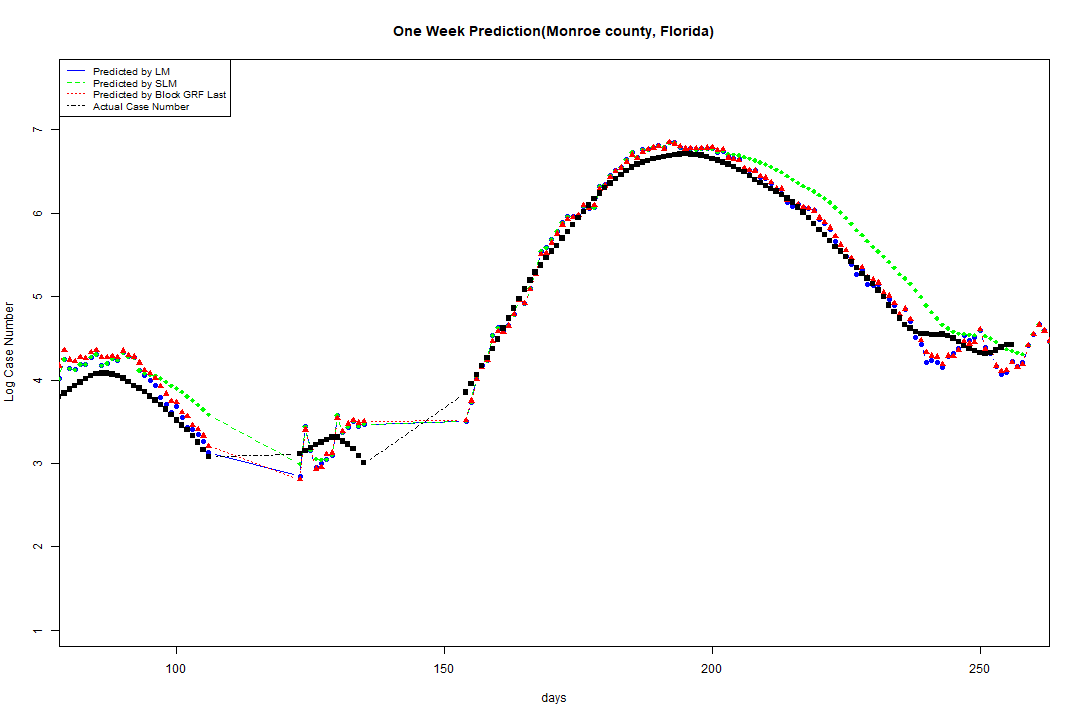 One Week Prediction(Monroe county, Florida)
Predicted by LM
Predicted by SLM
Predicted by Block GRF Last
Actual Case Number
7
6
5
4
3
2
1
Log Case Number
100 150 200 250
days